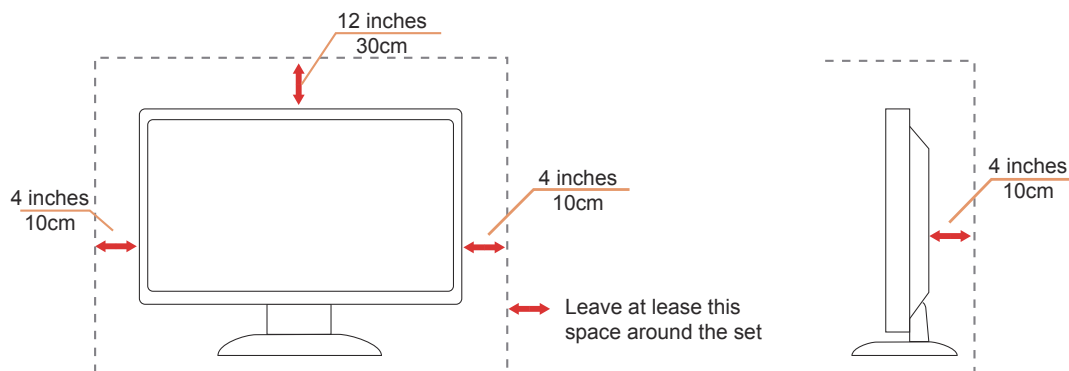 12 inches
30cm
4 inches
10cm
4 inches
10cm
Leave at lease this
space around the set
4 inches
10cm